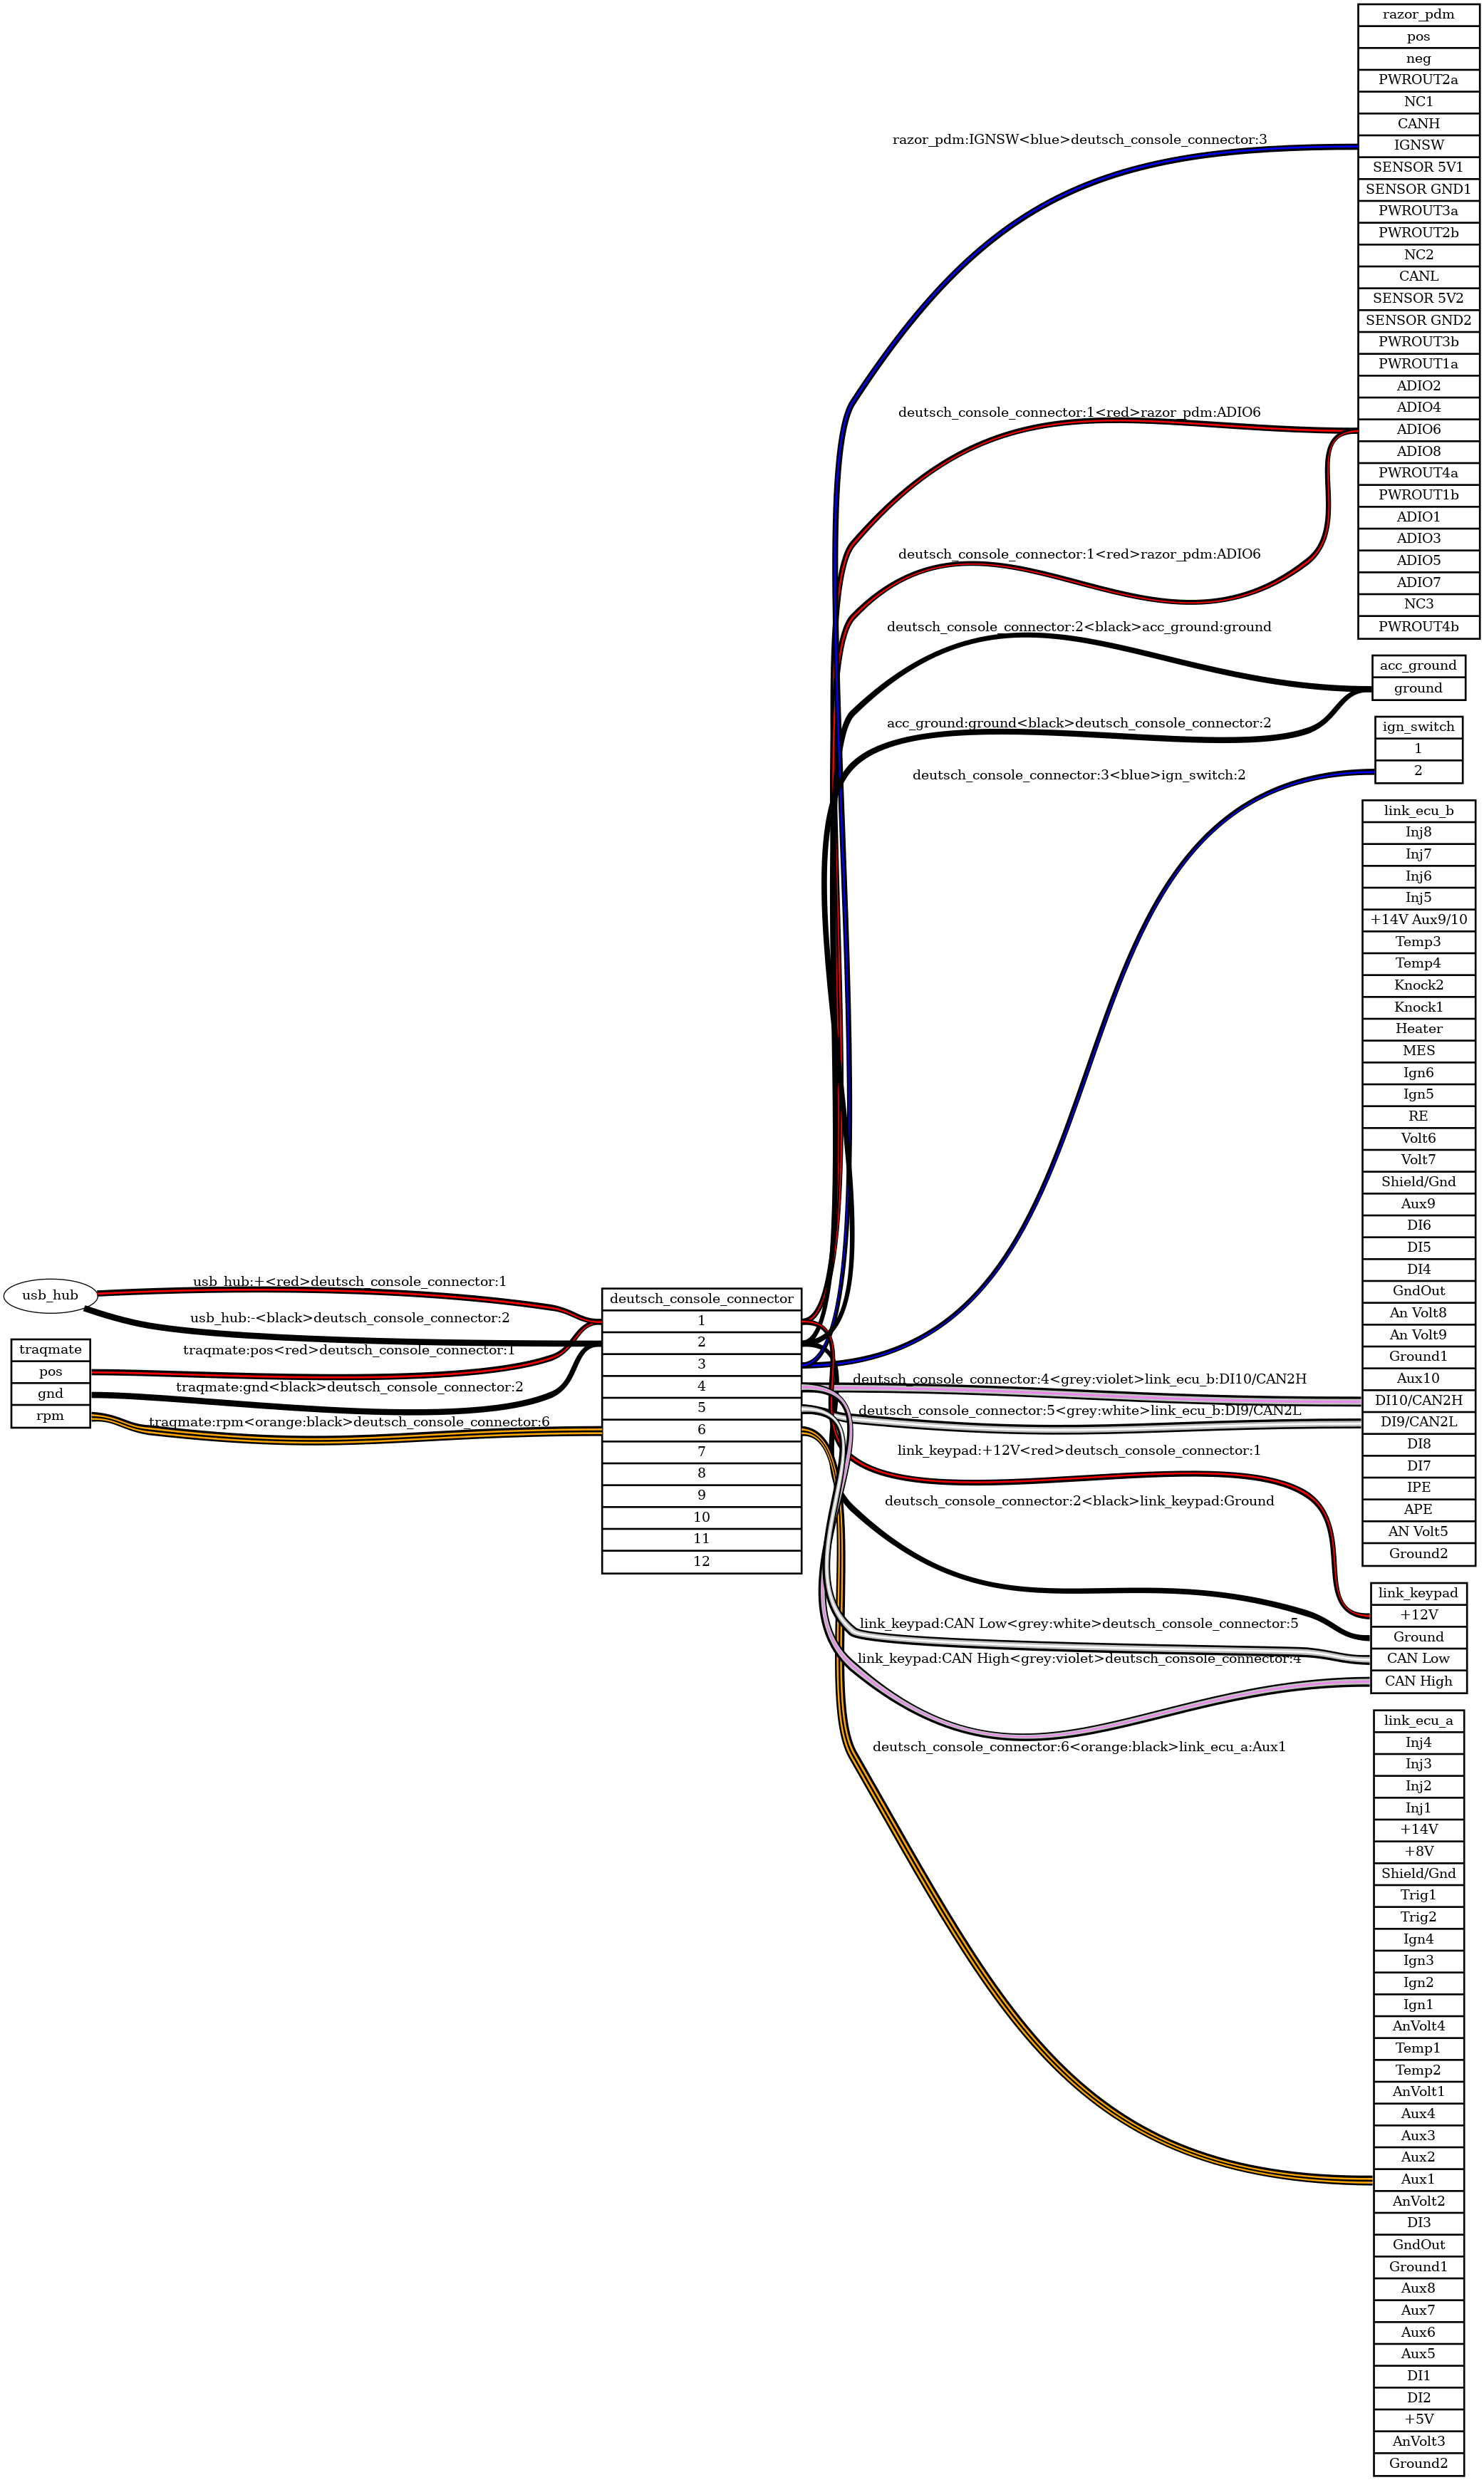 usb_hub
traqmate
pos
gnd
rpm
usb_hub:+<red>deutsch_console_connector:1
usb_hub:-<black>deutsch_console_connector:2
traqmate:pos<red>deutsch_console_connector:1
traqmate:gnd<black>deutsch_console_connector:2
traqmate:rpm<orange:black>deutsch_console_connector:6
deutsch_console_connector
1
2
3
4
5
6
7
8
9
10
11
12
razor_pdm:IGNSW<blue>deutsch_console_connector:3
deutsch_console_connector:1<red>razor_pdm:ADIO6
deutsch_console_connector:1<red>razor_pdm:ADIO6
deutsch_console_connector:2<black>acc_ground:ground
acc_ground:ground<black>deutsch_console_connector:2
deutsch_console_connector:3<blue>ign_switch:2
deutsch_console_connector:4<grey:violet>link_ecu_b:DI10/CAN2H
deutsch_console_connector:5<grey:white>link_ecu_b:DI9/CAN2L
link_keypad:+12V<red>deutsch_console_connector:1
deutsch_console_connector:2<black>link_keypad:Ground
link_keypad:CAN Low<grey:white>deutsch_console_connector:5
link_keypad:CAN High<grey:violet>deutsch_console_connector:4
deutsch_console_connector:6<orange:black>link_ecu_a:Aux1
razor_pdm
pos
neg
PWROUT2a
NC1
CANH
IGNSW
SENSOR 5V1
SENSOR GND1
PWROUT3a
PWROUT2b
NC2
CANL
SENSOR 5V2
SENSOR GND2
PWROUT3b
PWROUT1a
ADIO2
ADIO4
ADIO6
ADIO8
PWROUT4a
PWROUT1b
ADIO1
ADIO3
ADIO5
ADIO7
NC3
PWROUT4b
acc_ground
ground
ign_switch
1
2
link_ecu_b
Inj8
Inj7
Inj6
Inj5
+14V Aux9/10
Temp3
Temp4
Knock2
Knock1
Heater
MES
Ign6
Ign5
RE
Volt6
Volt7
Shield/Gnd
Aux9
DI6
DI5
DI4
GndOut
An Volt8
An Volt9
Ground1
Aux10
DI10/CAN2H
DI9/CAN2L
DI8
DI7
IPE
APE
AN Volt5
Ground2
link_keypad
+12V
Ground
CAN Low
CAN High
link_ecu_a
Inj4
Inj3
Inj2
Inj1
+14V
+8V
Shield/Gnd
Trig1
Trig2
Ign4
Ign3
Ign2
Ign1
AnVolt4
Temp1
Temp2
AnVolt1
Aux4
Aux3
Aux2
Aux1
AnVolt2
DI3
GndOut
Ground1
Aux8
Aux7
Aux6
Aux5
DI1
DI2
+5V
AnVolt3
Ground2